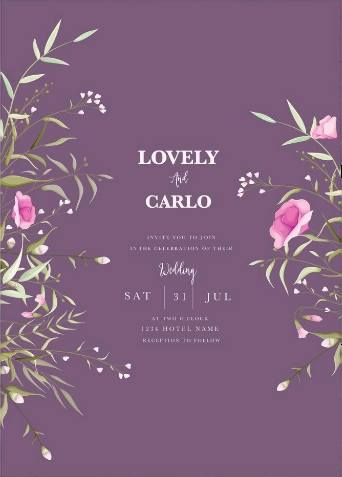 LOVELY
And
CARLO
INVITE YOU TO JOIN
IN THE CELEBRATION OF THEIR
Wedding
SAT | 31 | JUL
AT TWO O'CLOCK
1234 HOTEL NAME
RECEPTION TO FOLLOW